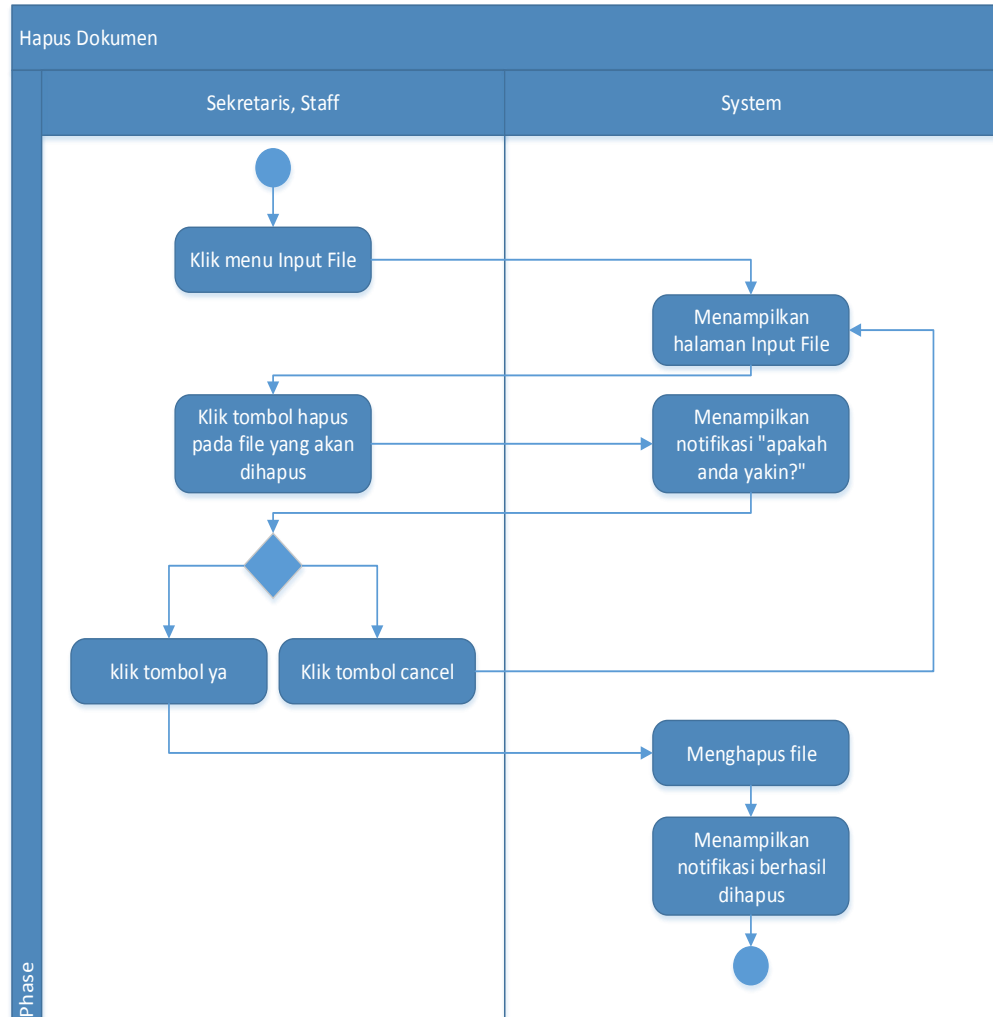 Hapus Dokumen
Sekretaris, Staff
System
Klik menu Input File
Menampilkan
halaman Input File
Klik tombol hapus
pada file yang akan
dihapus
Menampilkan
notifikasi "apakah
anda yakin?"
klik tombol ya
Klik tombol cancel
Menghapus file
Menampilkan
notifikasi berhasil
dihapus
Phase